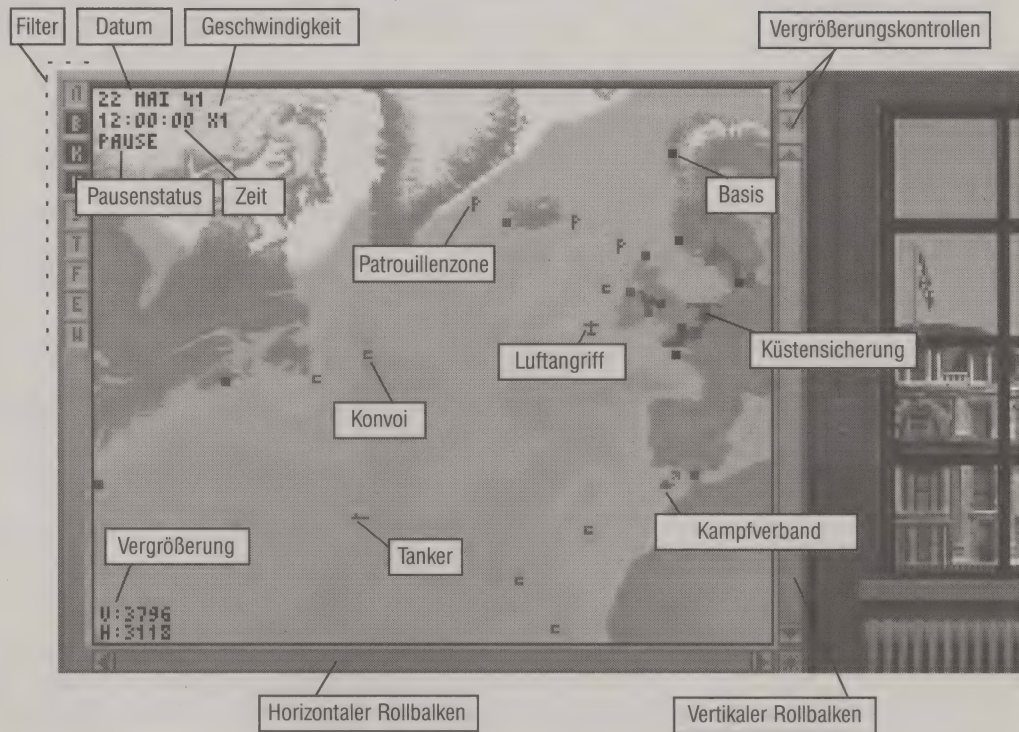 Filter
Datum
Geschwindigkeit
Vergrößerungskontrollen
22 MAI 41
12:00:00 X1
PAUSE
B
K
T
F
E
W
Pausenstatus
Zeit
Basis
Patrouillenzone
P
P
P
C
Luftangriff
Küstensicherung
C
C
Konvoi
Kampfverband
Vergrößerung
Tanker
C
C
C
V:3796
H:3118
Horizontaler Rollbalken
Vertikaler Rollbalken